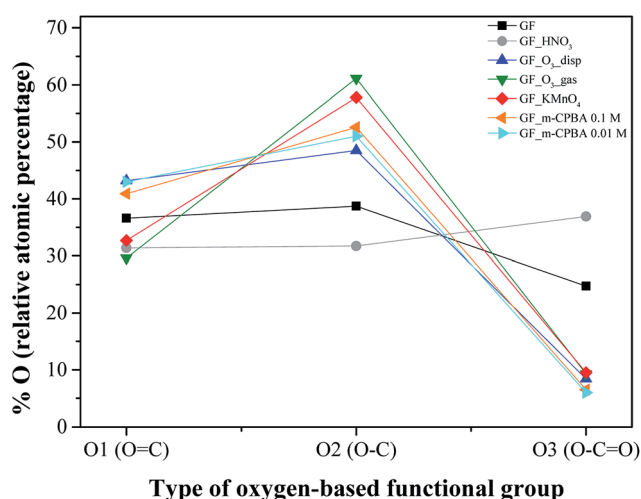 % O (relative atomic percentage)
70
60
50
40
30
20
10
0
GF
GF_HNO₃
GF_O₃_disp
GF_O₃_gas
GF_KMnO₄
GF_m-CPBA 0.1 M
GF_m-CPBA 0.01 M
O1 (O=C) O2 (O-C) O3 (O-C=O)
Type of oxygen-based functional group